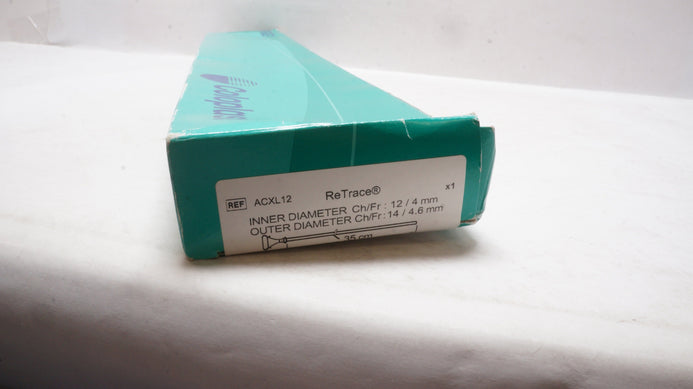 Coloplast
REF ACXL12 ReTrace® x1
INNER DIAMETER Ch/Fr : 12 / 4 mm
OUTER DIAMETER Ch/Fr : 14 / 4.6 mm
35 cm